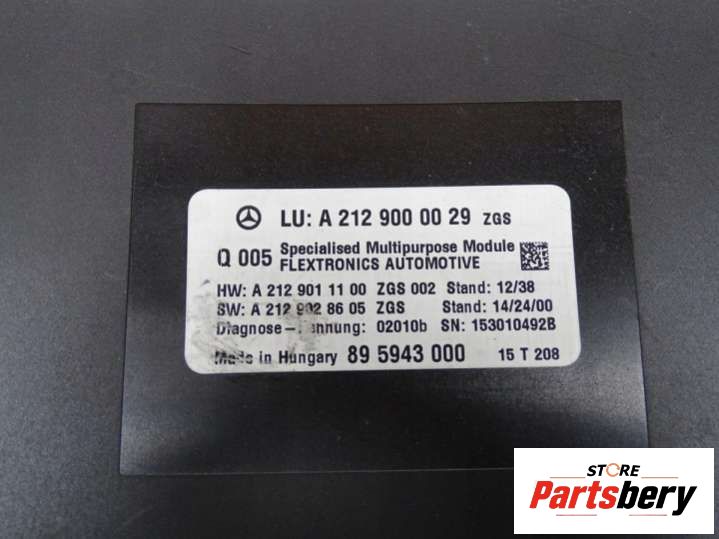 LU: A 212 900 00 29 ZGS
Q 005 Specialised Multipurpose Module
FLEXTRONICS AUTOMOTIVE
HW: A 212 901 11 00 ZGS 002 Stand: 12/38
SW: A 212 902 86 05 ZGS Stand: 14/24/00
02010b SN: 153010492B
Made in Hungary 89 5943 000 15 T 208
STORE
Partsbery